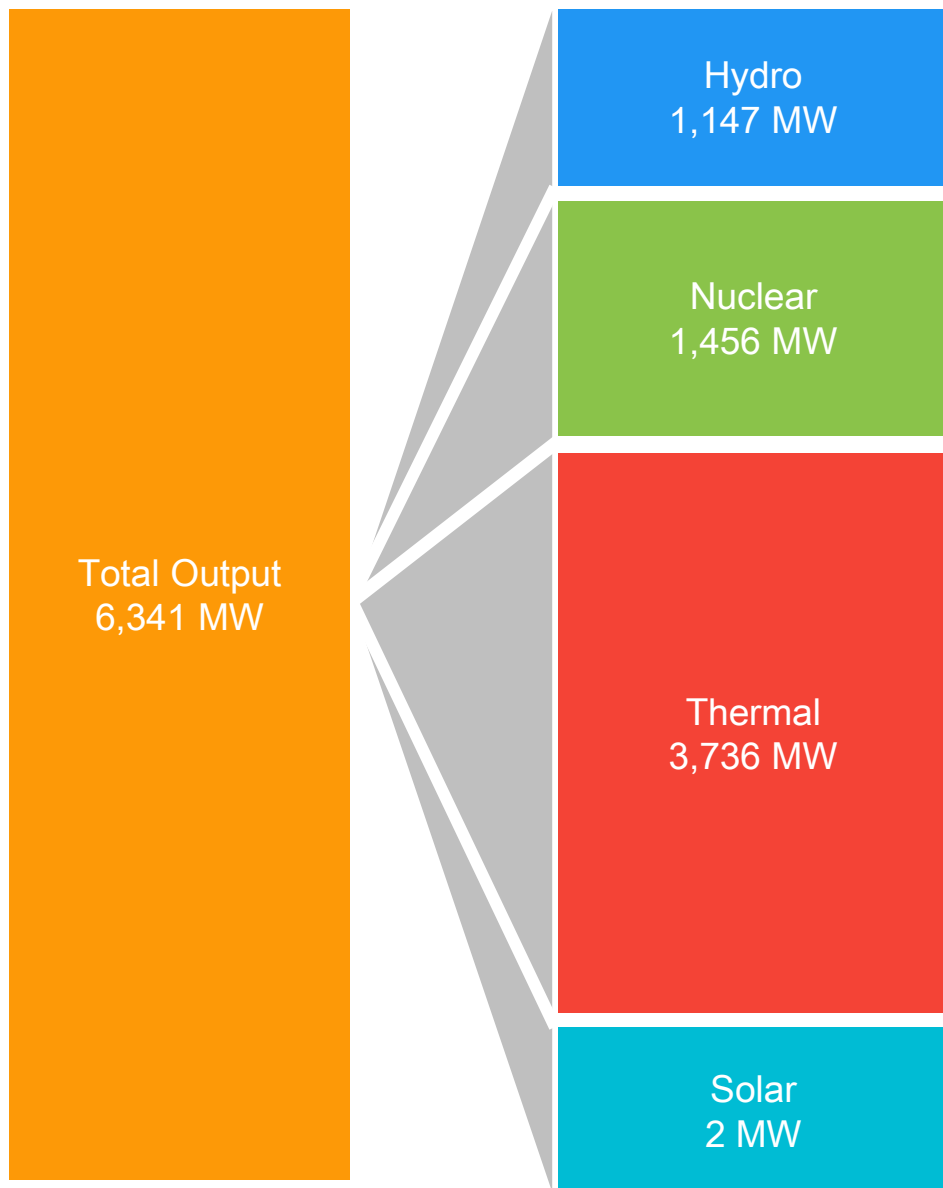 Hydro
1,147 MW
Nuclear
1,456 MW
Total Output
6,341 MW
Thermal
3,736 MW
Solar
2 MW